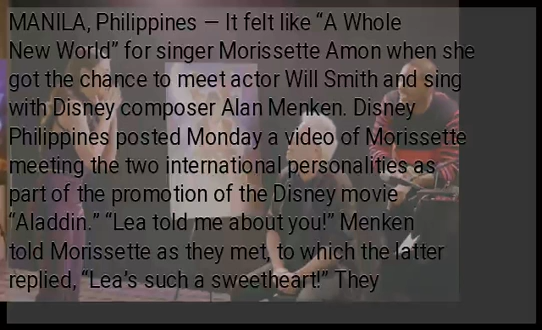 MANILA, Philippines — It felt like “A Whole
New World” for singer Morissette Amon when she
got the chance to meet actor Will Smith and sing
with Disney composer Alan Menken. Disney
Philippines posted Monday a video of Morissette
meeting the two international personalities as
part of the promotion of the Disney movie
“Aladdin.” “Lea told me about you!” Menken
told Morissette as they met, to which the latter
replied, “Lea’s such a sweetheart!” They